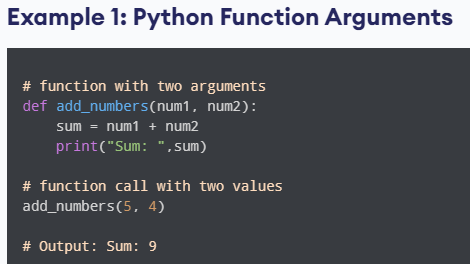 Example 1: Python Function Arguments
# function with two arguments
def add_numbers(num1, num2):
    sum = num1 + num2
    print("Sum: ",sum)
# function call with two values
add_numbers(5, 4)
# Output: Sum: 9